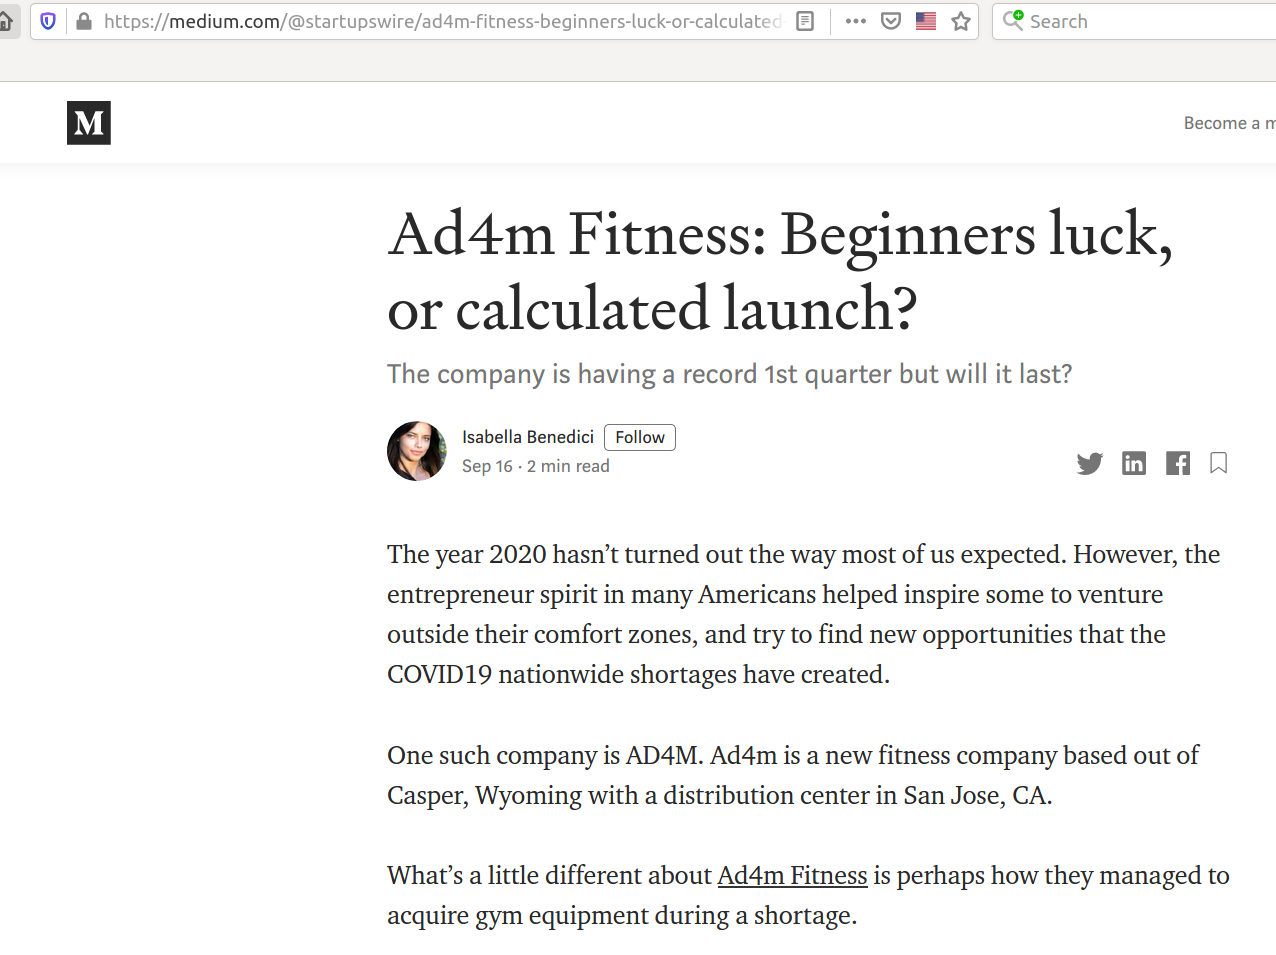 https://medium.com/@startupswire/ad4m-fitness-beginners-luck-or-calculated-
Search
M
Become a m
Ad4m Fitness: Beginners luck,
or calculated launch?
The company is having a record 1st quarter but will it last?
Isabella Benedici Follow
Sep 16 · 2 min read
The year 2020 hasn’t turned out the way most of us expected. However, the
entrepreneur spirit in many Americans helped inspire some to venture
outside their comfort zones, and try to find new opportunities that the
COVID19 nationwide shortages have created.
One such company is AD4M. Ad4m is a new fitness company based out of
Casper, Wyoming with a distribution center in San Jose, CA.
What’s a little different about Ad4m Fitness is perhaps how they managed to
acquire gym equipment during a shortage.